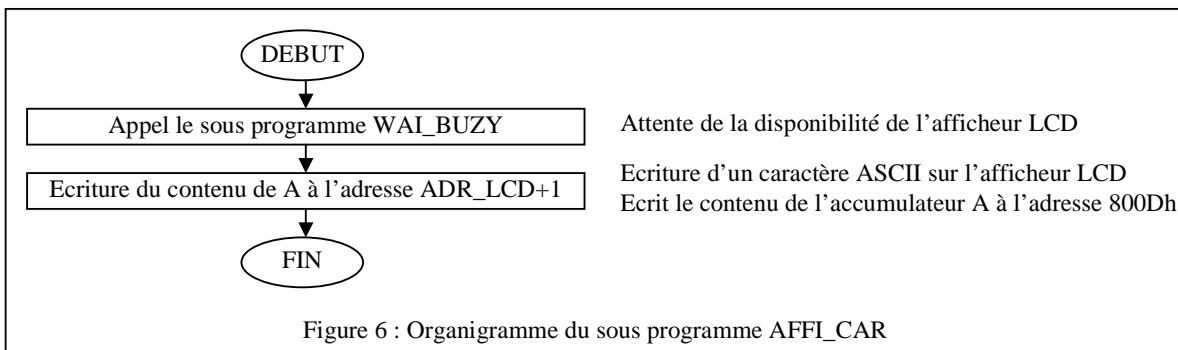 DEBUT
Appel le sous programme WAI_BUZY
Attente de la disponibilité de l’afficheur LCD
Ecriture du contenu de A à l’adresse ADR_LCD+1
Ecriture d’un caractère ASCII sur l’afficheur LCD
Ecrit le contenu de l’accumulateur A à l’adresse 800Dh
FIN
Figure 6 : Organigramme du sous programme AFFI_CAR